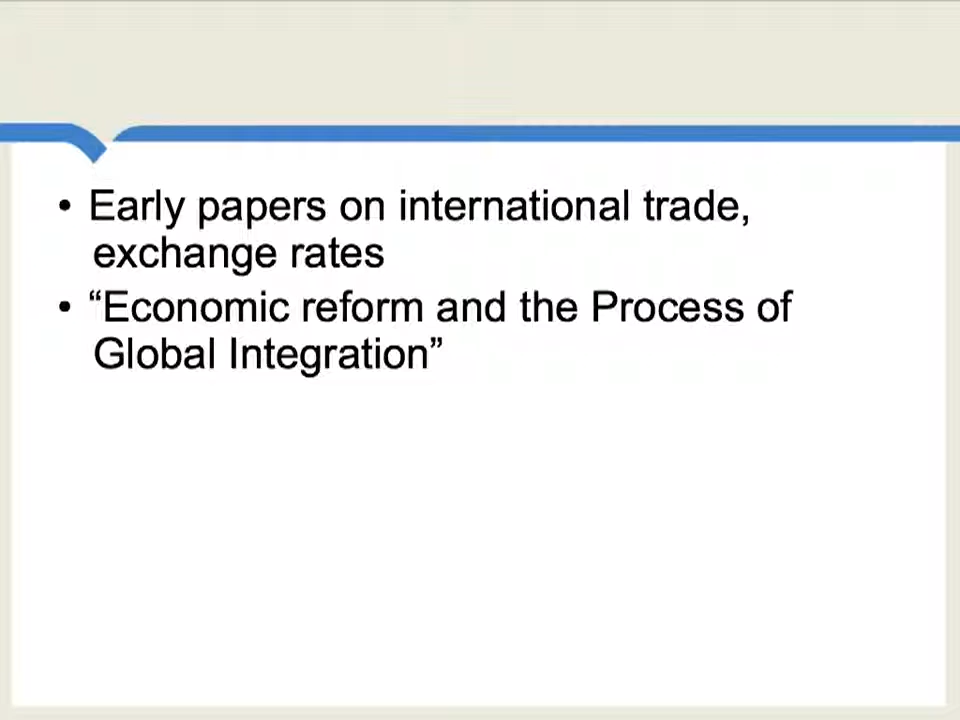 • Early papers on international trade,
exchange rates
• “Economic reform and the Process of
Global Integration”